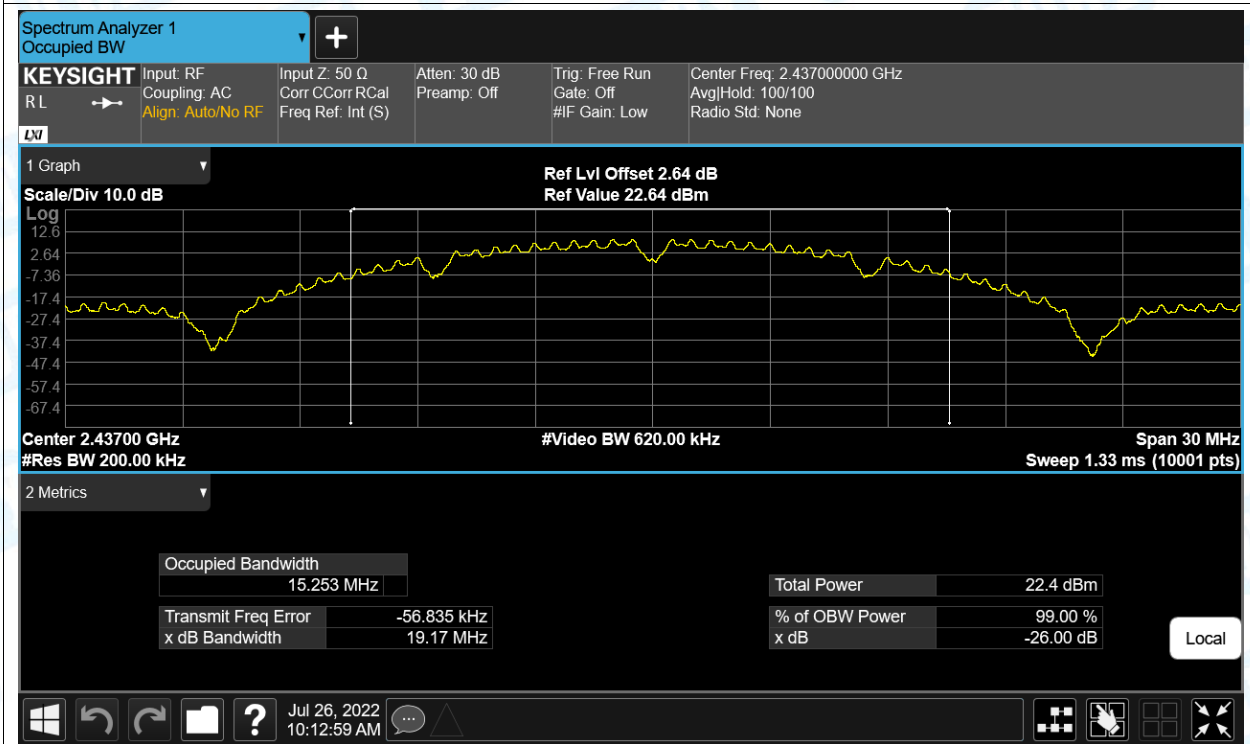 Spectrum Analyzer 1
Occupied BW
KEYSIGHT
R L
LXI
Input: RF
Coupling: AC
Align: Auto/No RF
Input Z: 50 Ω
Corr CCorr RCal
Freq Ref: Int (S)
Atten: 30 dB
Preamp: Off
Trig: Free Run
Gate: Off
#IF Gain: Low
Center Freq: 2.437000000 GHz
Avg|Hold: 100/100
Radio Std: None
1 Graph
Scale/Div 10.0 dB
Ref Lvl Offset 2.64 dB
Ref Value 22.64 dBm
Log
12.6
2.64
-7.36
-17.4
-27.4
-37.4
-47.4
-57.4
-67.4
Center 2.43700 GHz
#Video BW 620.00 kHz
Span 30 MHz
#Res BW 200.00 kHz
Sweep 1.33 ms (10001 pts)
2 Metrics
Occupied Bandwidth
15.253 MHz
Total Power 22.4 dBm
Transmit Freq Error -56.835 kHz
% of OBW Power 99.00 %
x dB Bandwidth 19.17 MHz
x dB -26.00 dB
Local
?
Jul 26, 2022
10:12:59 AM